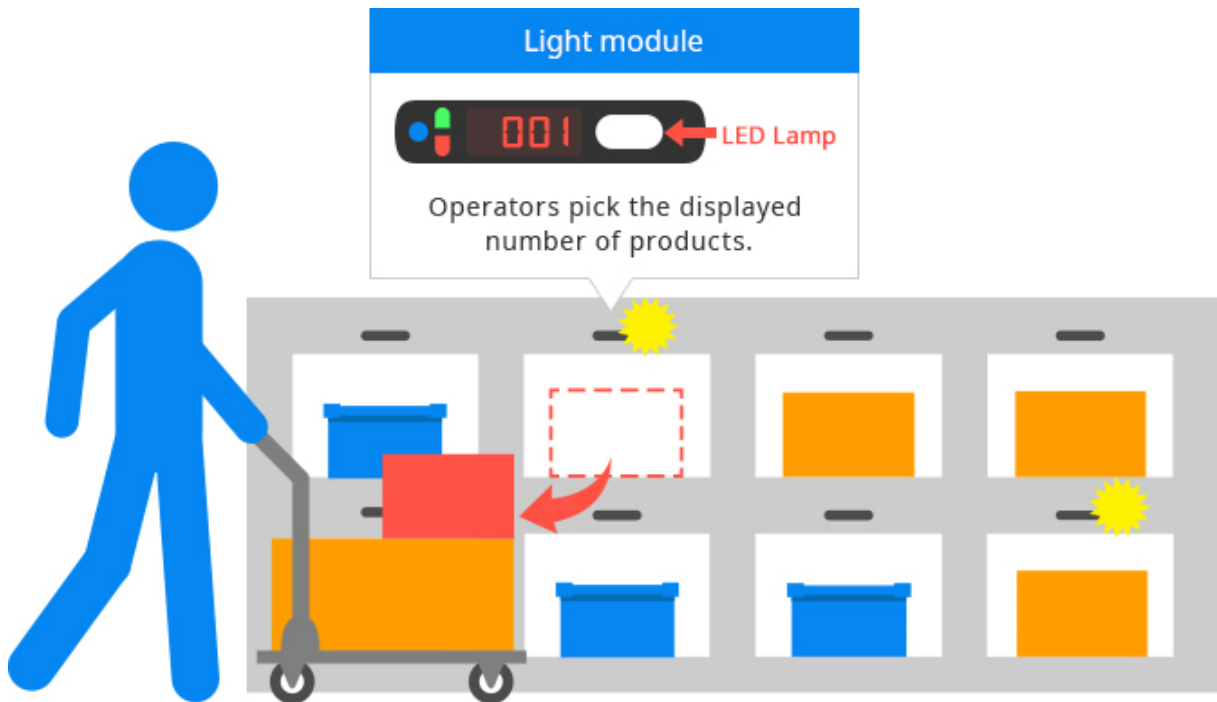 Light module
001
LED Lamp
Operators pick the displayed
number of products.